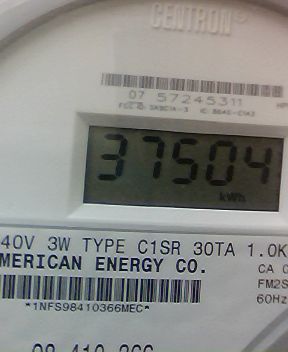 CENTRON®
07 57245311
37504
kWh
40V 3W TYPE C1SR 30TA 1.0K
MERICAN ENERGY CO.
CA 0
FM2S
60Hz
*1NFS98410366MEC*